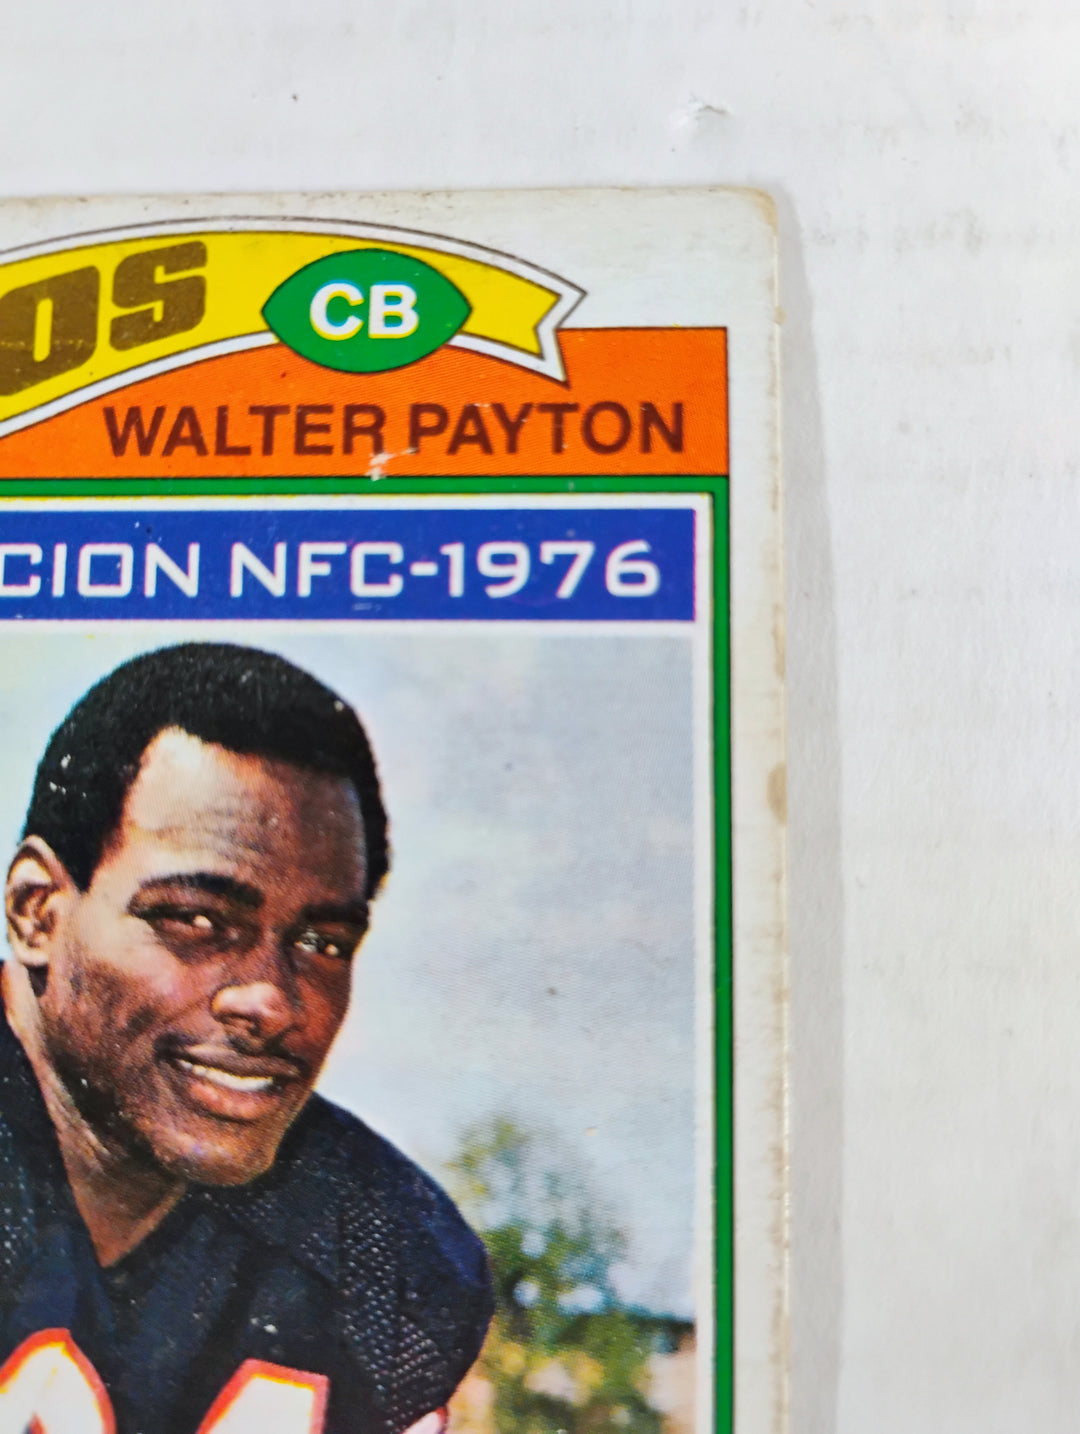 OS
CB
WALTER PAYTON
CION NFC-1976